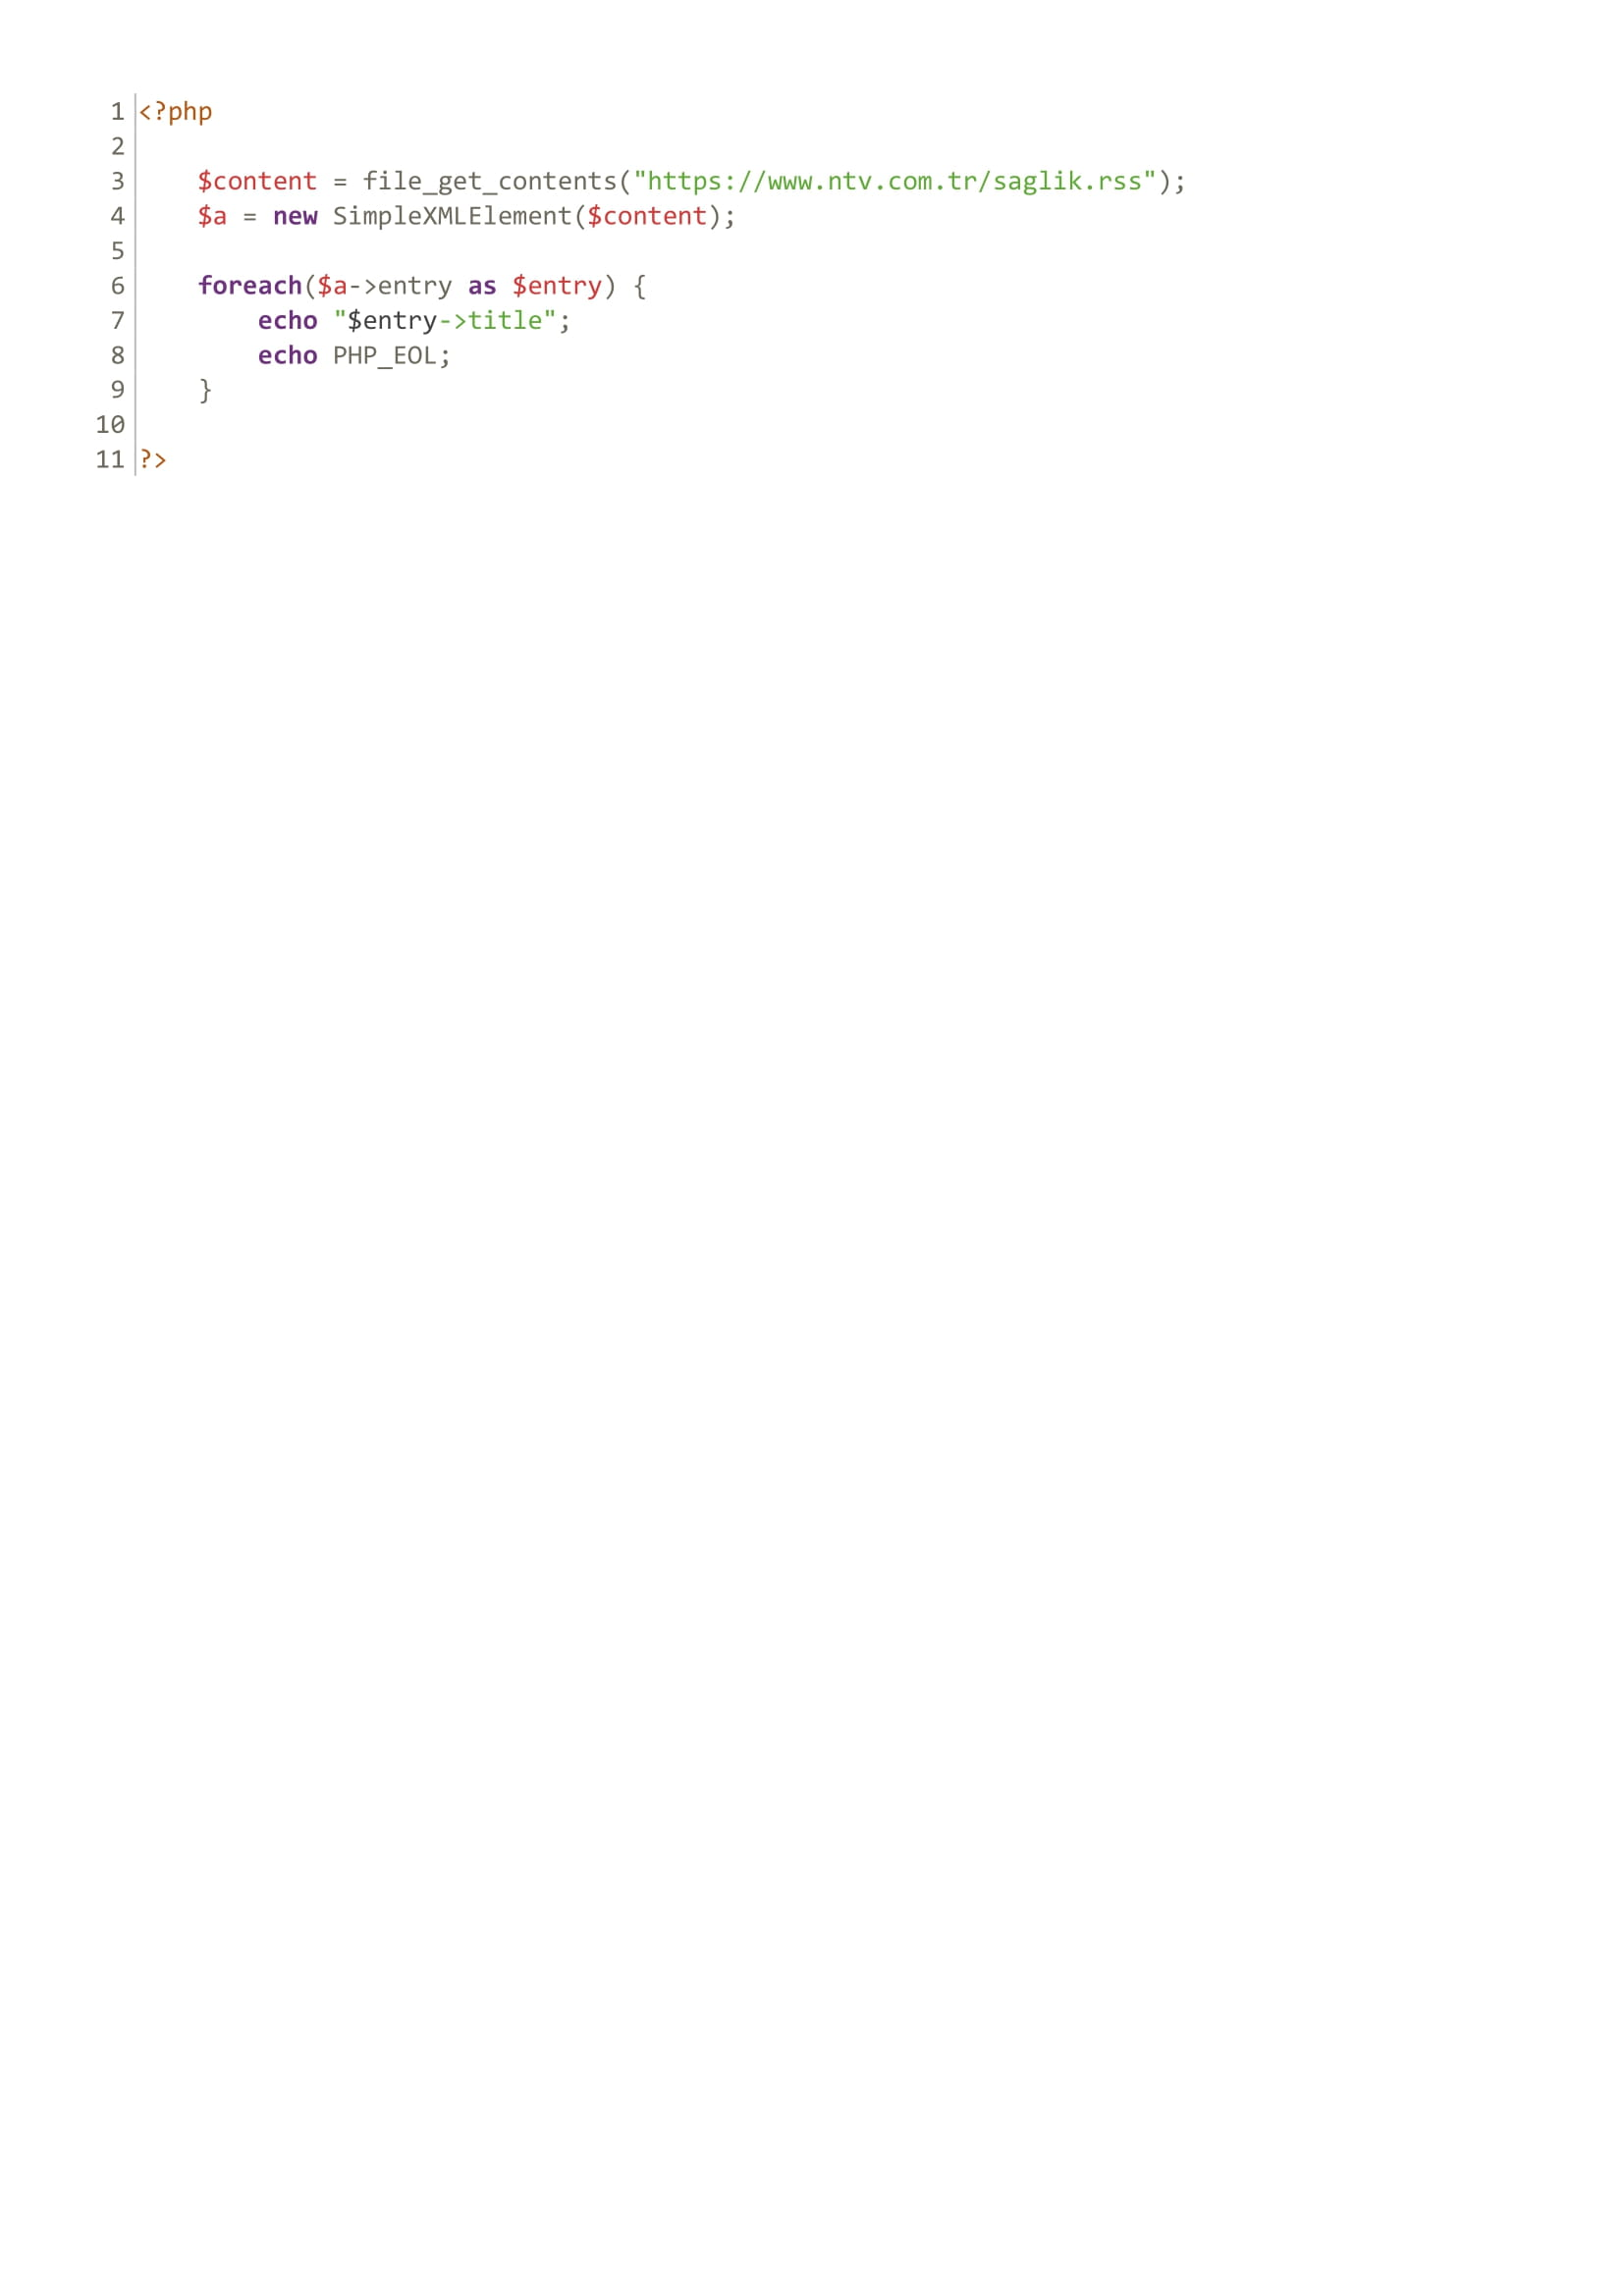 1 <?php
2
3     $content = file_get_contents("https://www.ntv.com.tr/saglik.rss");
4     $a = new SimpleXMLElement($content);
5
6     foreach($a->entry as $entry) {
7         echo "$entry->title";
8         echo PHP_EOL;
9     }
10
11 ?>